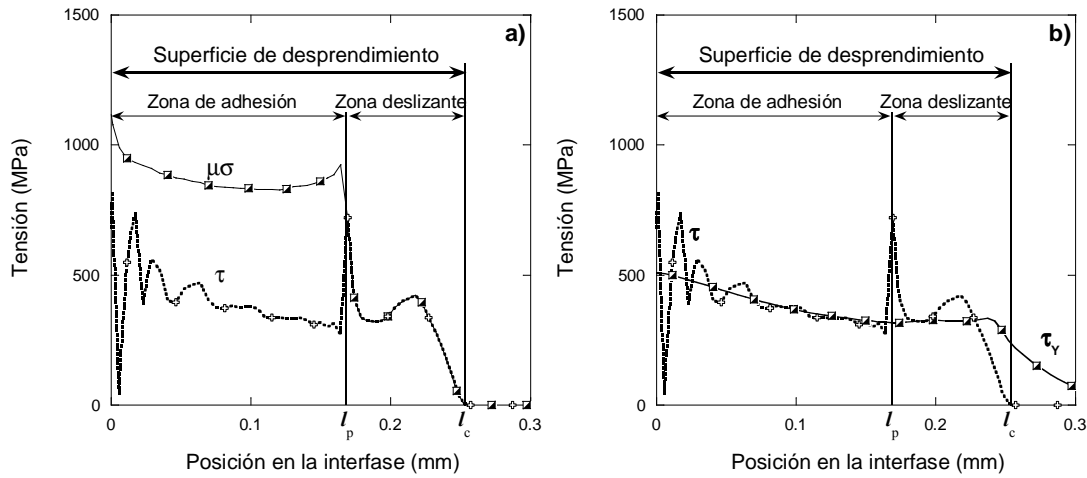 1500
a)
Superficie de desprendimiento
Zona de adhesión
Zona deslizante
1000
μσ
Tensión (MPa)
500
τ
0
0
0.1
l_p
0.2
l_c
0.3
Posición en la interfase (mm)
1500
b)
Superficie de desprendimiento
Zona de adhesión
Zona deslizante
1000
Tensión (MPa)
τ
500
τ_Y
0
0
0.1
l_p
0.2
l_c
0.3
Posición en la interfase (mm)